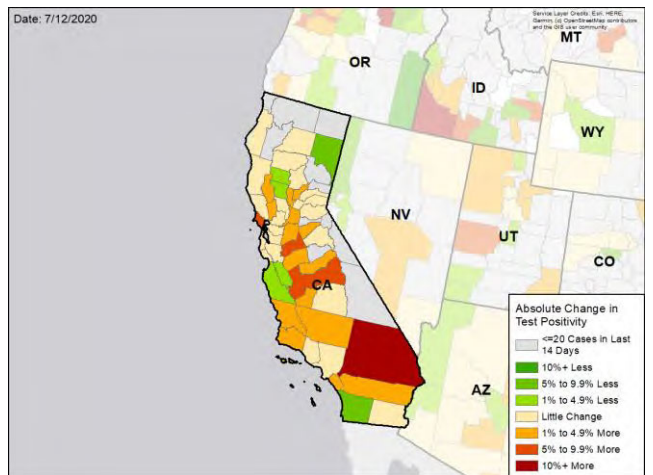 Date: 7/12/2020
Service Layer Credits: Esri, HERE,
Garmin, (c) OpenStreetMap contributors
and the GIS user community
MT
OR
ID
WY
NV
UT
CO
CA
AZ
Absolute Change in
Test Positivity
<=20 Cases in Last
14 Days
10%+ Less
5% to 9.9% Less
1% to 4.9% Less
Little Change
1% to 4.9% More
5% to 9.9% More
10%+ More